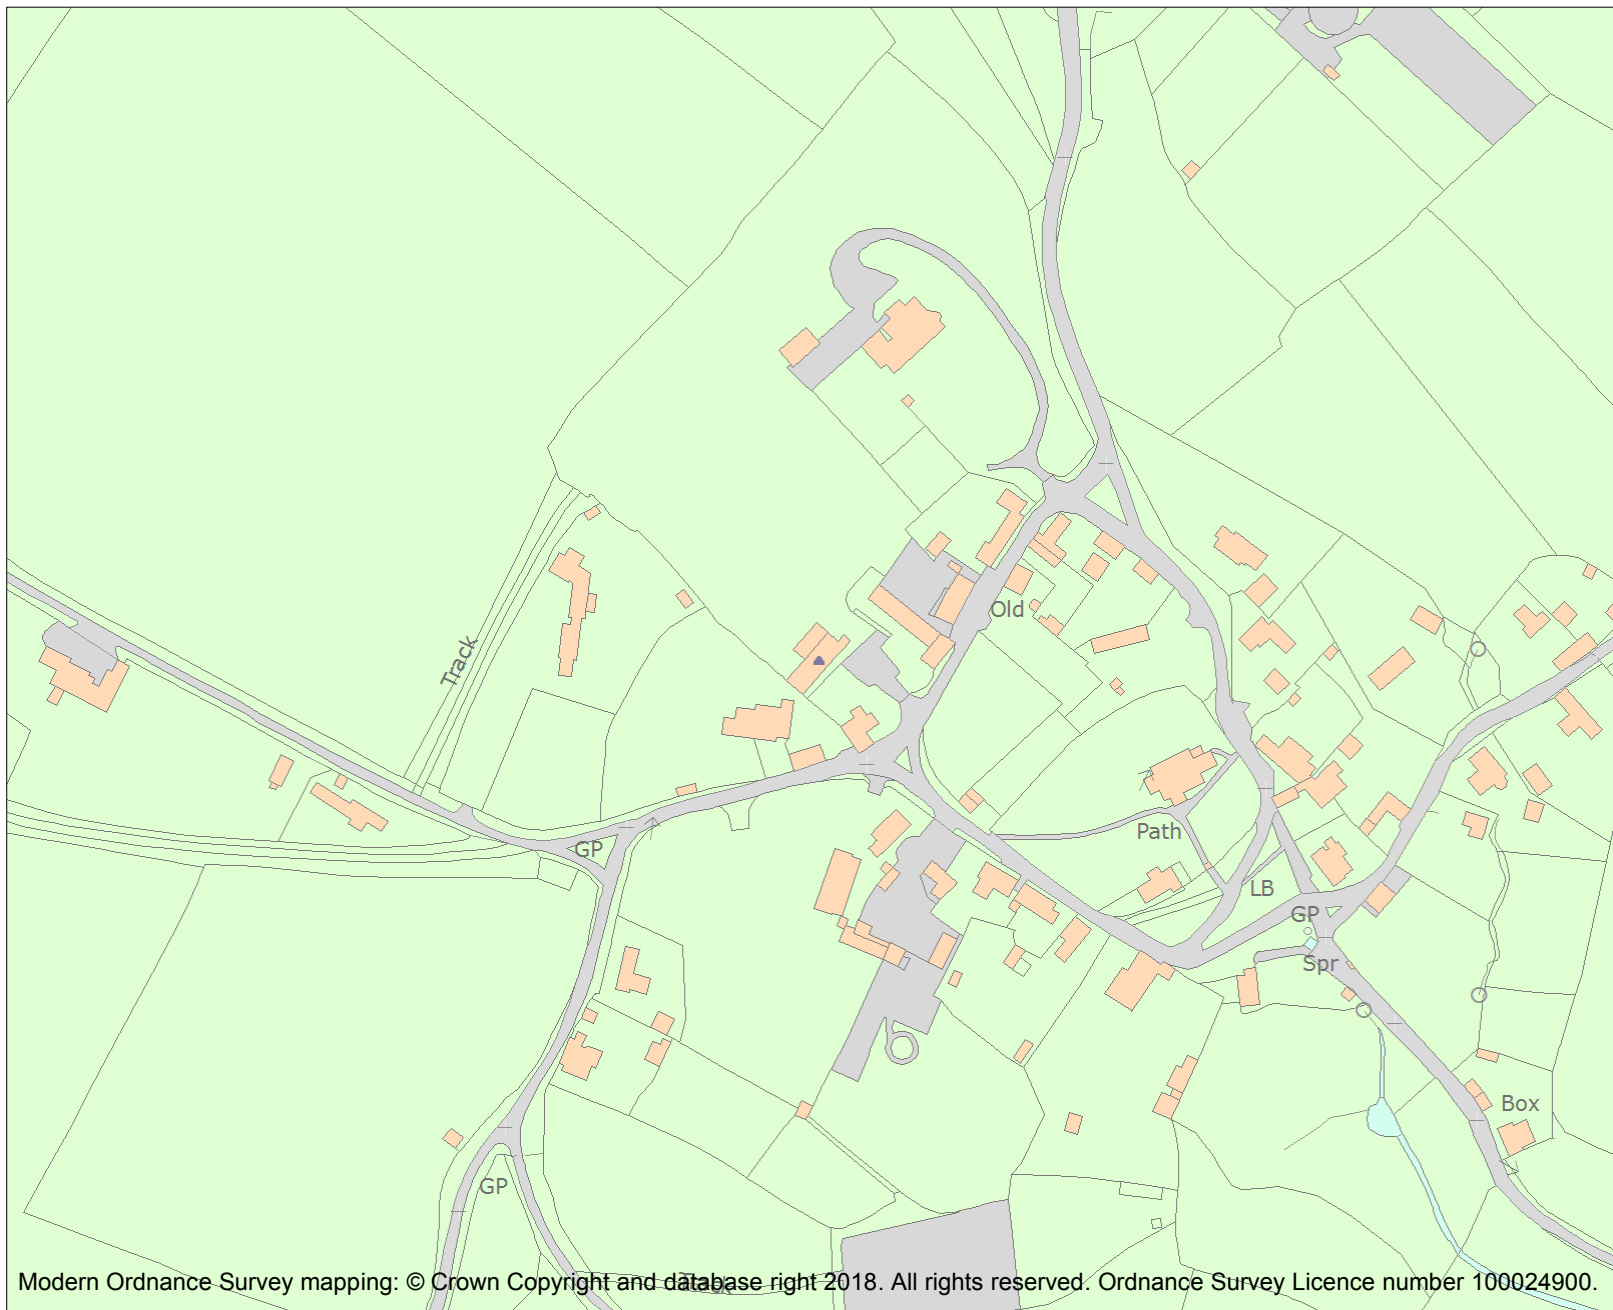 Old
Track
Path
GP
LB
GP
Spr
Box
GP
Track
Modern Ordnance Survey mapping: © Crown Copyright and database right 2018. All rights reserved. Ordnance Survey Licence number 100024900.